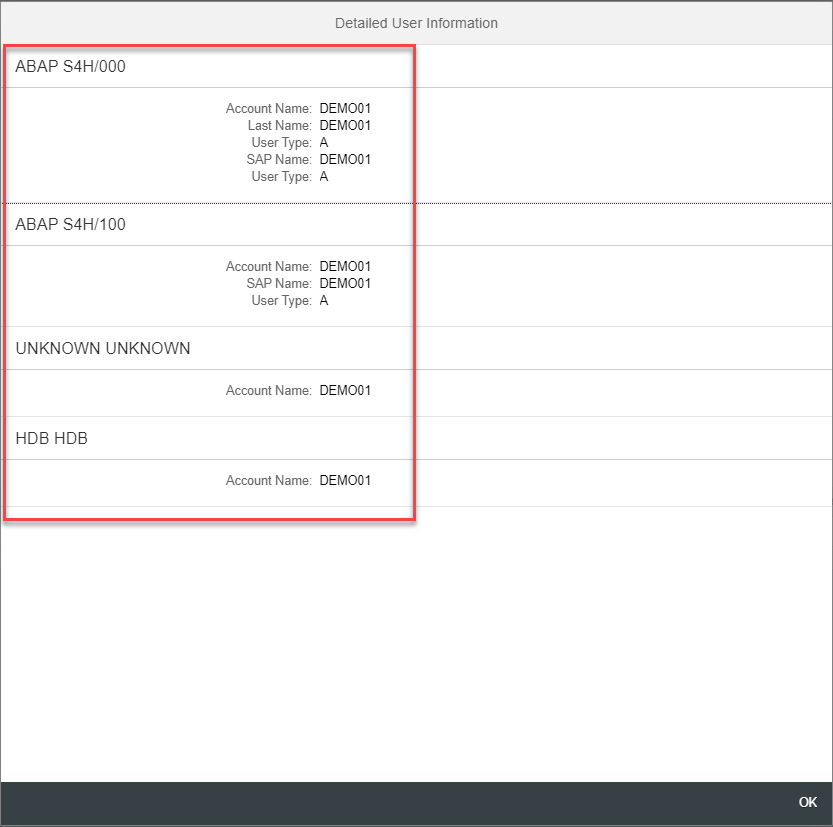 Detailed User Information
ABAP S4H/000
Account Name: DEMO01
Last Name: DEMO01
User Type: A
SAP Name: DEMO01
User Type: A
ABAP S4H/100
Account Name: DEMO01
SAP Name: DEMO01
User Type: A
UNKNOWN UNKNOWN
Account Name: DEMO01
HDB HDB
Account Name: DEMO01
OK